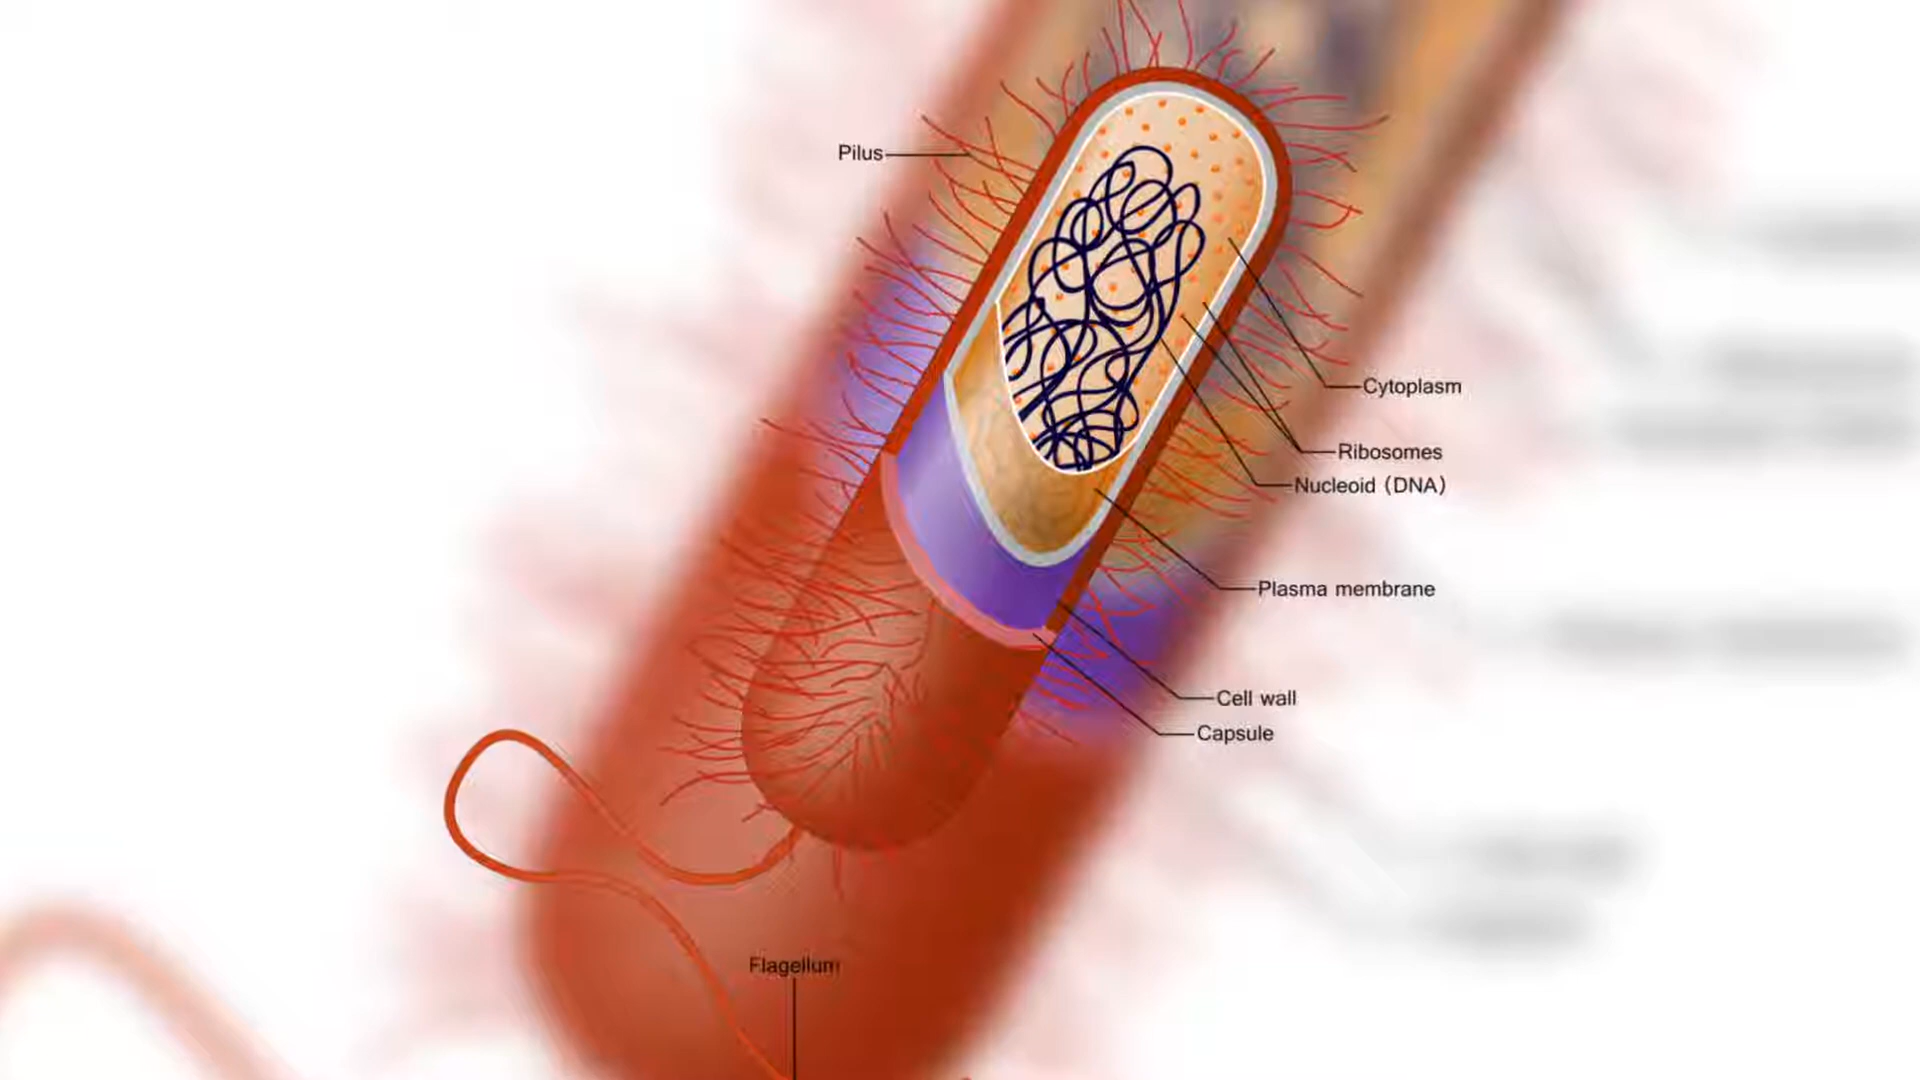 Pilus
Cytoplasm
Ribosomes
Nucleoid (DNA)
Plasma membrane
Cell wall
Capsule
Flagellum